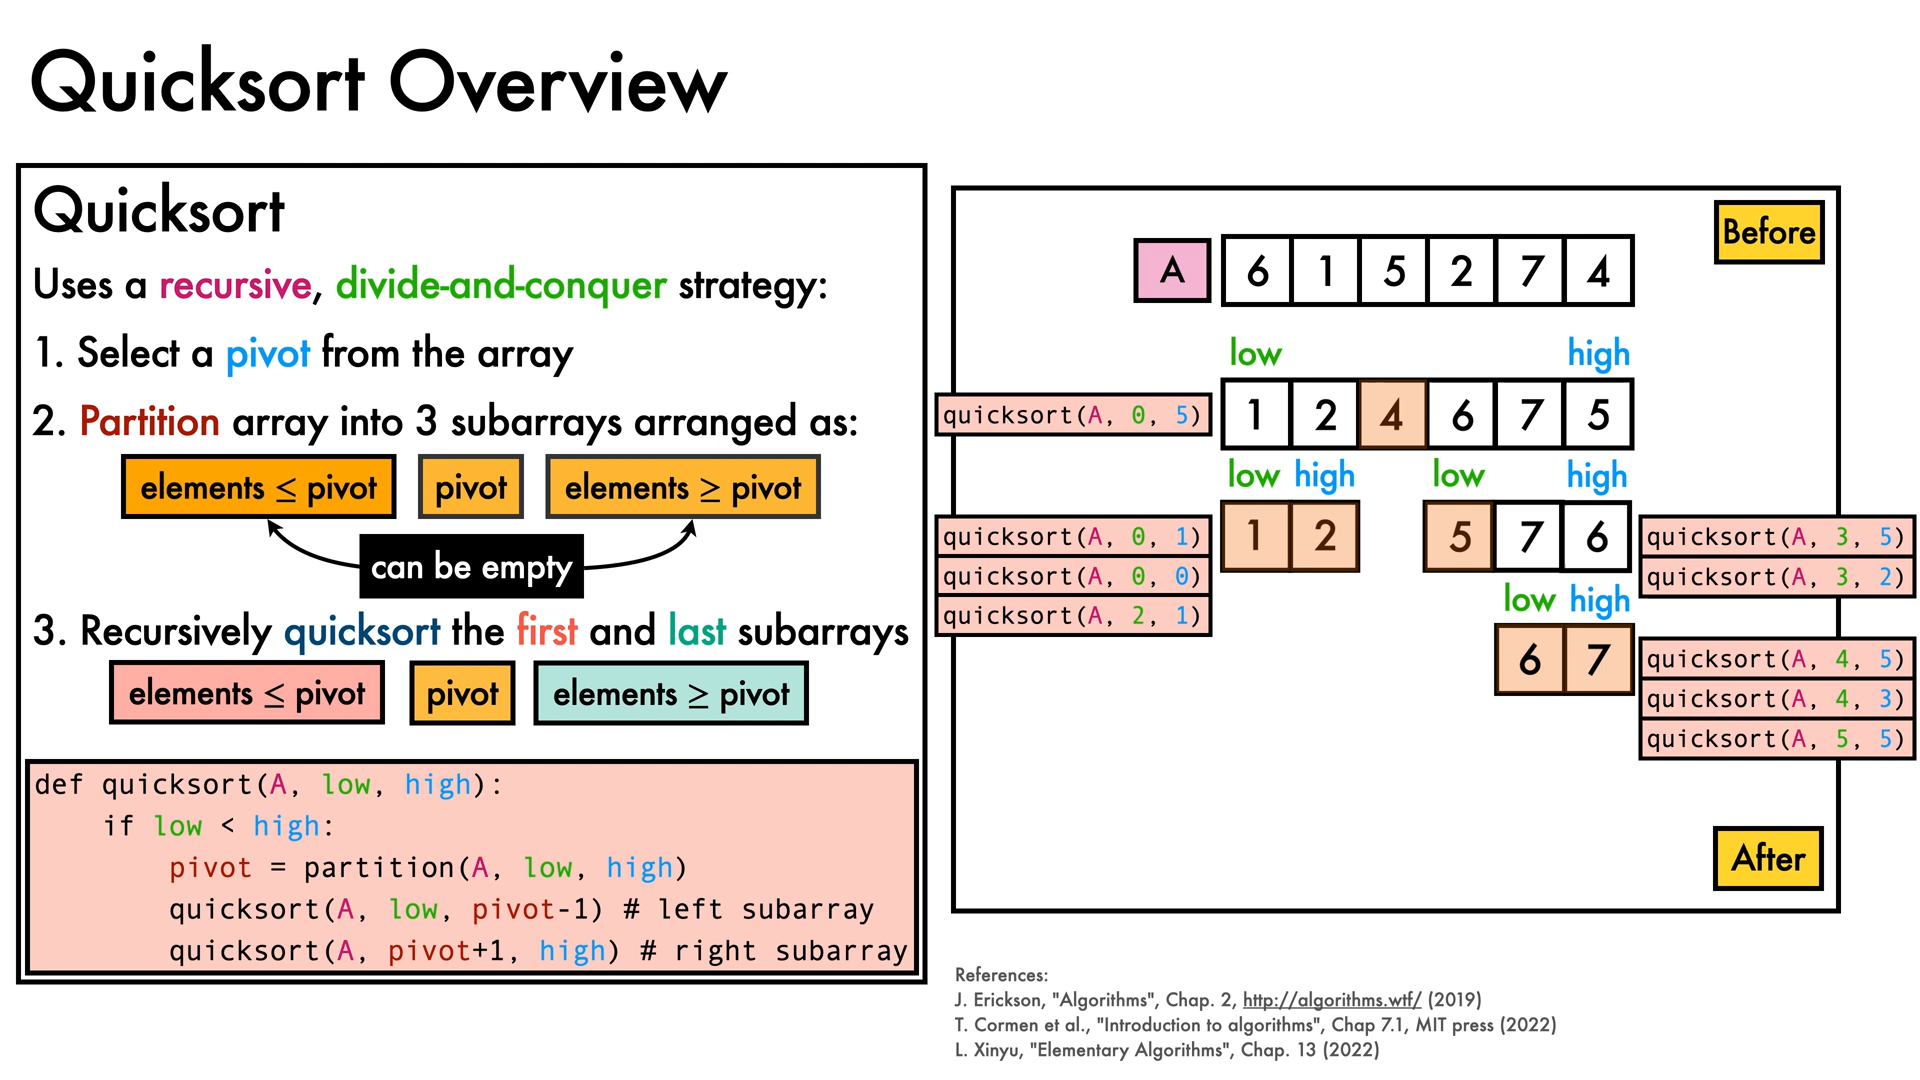 Quicksort Overview
Quicksort
Uses a recursive, divide-and-conquer strategy:
1. Select a pivot from the array
2. Partition array into 3 subarrays arranged as:
elements ≤ pivot pivot elements ≥ pivot
can be empty
3. Recursively quicksort the first and last subarrays
elements ≤ pivot pivot elements ≥ pivot
def quicksort(A, low, high):
    if low < high:
        pivot = partition(A, low, high)
        quicksort(A, low, pivot-1) # left subarray
        quicksort(A, pivot+1, high) # right subarray
Before
A 6 1 5 2 7 4
low high
quicksort(A, 0, 5) 1 2 4 6 7 5
low high low high
quicksort(A, 0, 1) 1 2 5 7 6 quicksort(A, 3, 5)
quicksort(A, 0, 0) quicksort(A, 3, 2)
quicksort(A, 2, 1) low high
6 7 quicksort(A, 4, 5)
quicksort(A, 4, 3)
quicksort(A, 5, 5)
After
References:
J. Erickson, "Algorithms", Chap. 2, http://algorithms.wtf/ (2019)
T. Cormen et al., "Introduction to algorithms", Chap 7.1, MIT press (2022)
L. Xinyu, "Elementary Algorithms", Chap. 13 (2022)